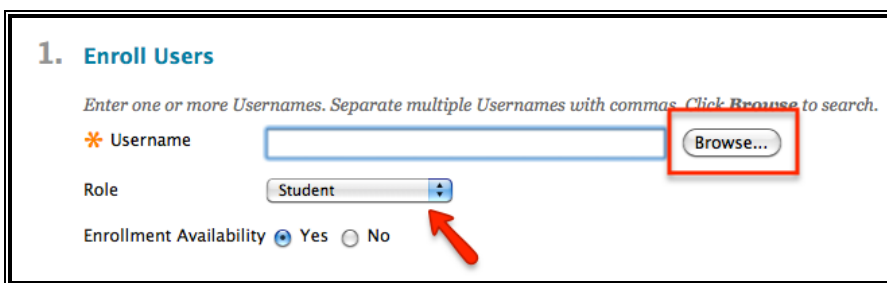 1. Enroll Users
Enter one or more Usernames. Separate multiple Usernames with commas. Click Browse to search.
* Username Browse...
Role Student
Enrollment Availability Yes No